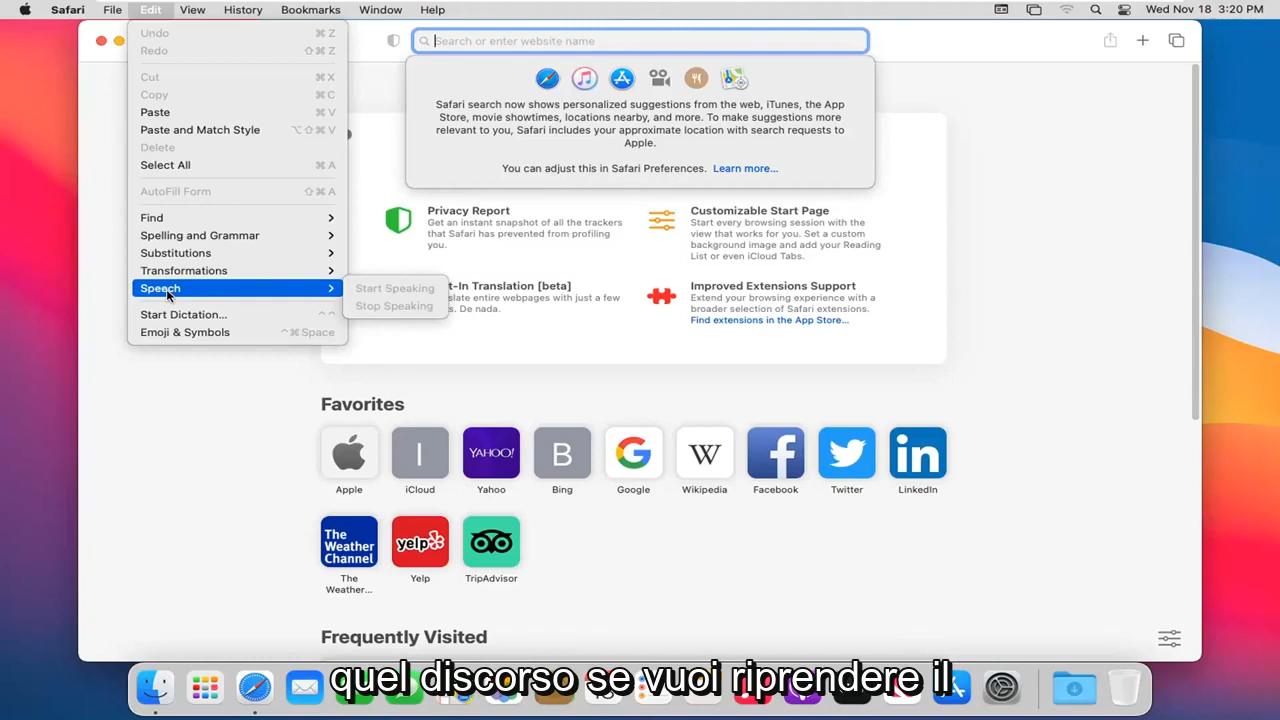 Safari File Edit View History Bookmarks Window Help Wed Nov 18 3:20 PM
Undo ⌘ Z
Redo ⇧ ⌘ Z
Cut ⌘ X
Copy ⌘ C
Paste ⌘ V
Paste and Match Style ⌥ ⇧ ⌘ V
Delete
Select All ⌘ A
AutoFill Form ⇧ ⌘ A
Find
Spelling and Grammar
Substitutions
Transformations
Speech
Start Dictation...
Emoji & Symbols ⌃ ⌘ Space
Start Speaking
Stop Speaking
Search or enter website name
Safari search now shows personalized suggestions from the web, iTunes, the App
Store, movie showtimes, locations nearby, and more. To make suggestions more
relevant to you, Safari includes your approximate location with search requests to
Apple.
You can adjust this in Safari Preferences. Learn more...
Privacy Report
Get an instant snapshot of all the trackers
that Safari has prevented from profiling
you.
Customizable Start Page
Start every browsing session with the
view that works for you. Set a custom
background image and add your Reading
List or even iCloud Tabs.
t-In Translation [beta]
slate entire webpages with just a few
s. De nada.
Improved Extensions Support
Extend your browsing experience with a
broader selection of Safari extensions.
Find extensions in the App Store...
Favorites
I YAHOO! B G W f in
Apple iCloud Yahoo Bing Google Wikipedia Facebook Twitter LinkedIn
The
Weather
Channel
yelp
The
Weather...
Yelp
TripAdvisor
Frequently Visited
quel discorso se vuoi riprendere il